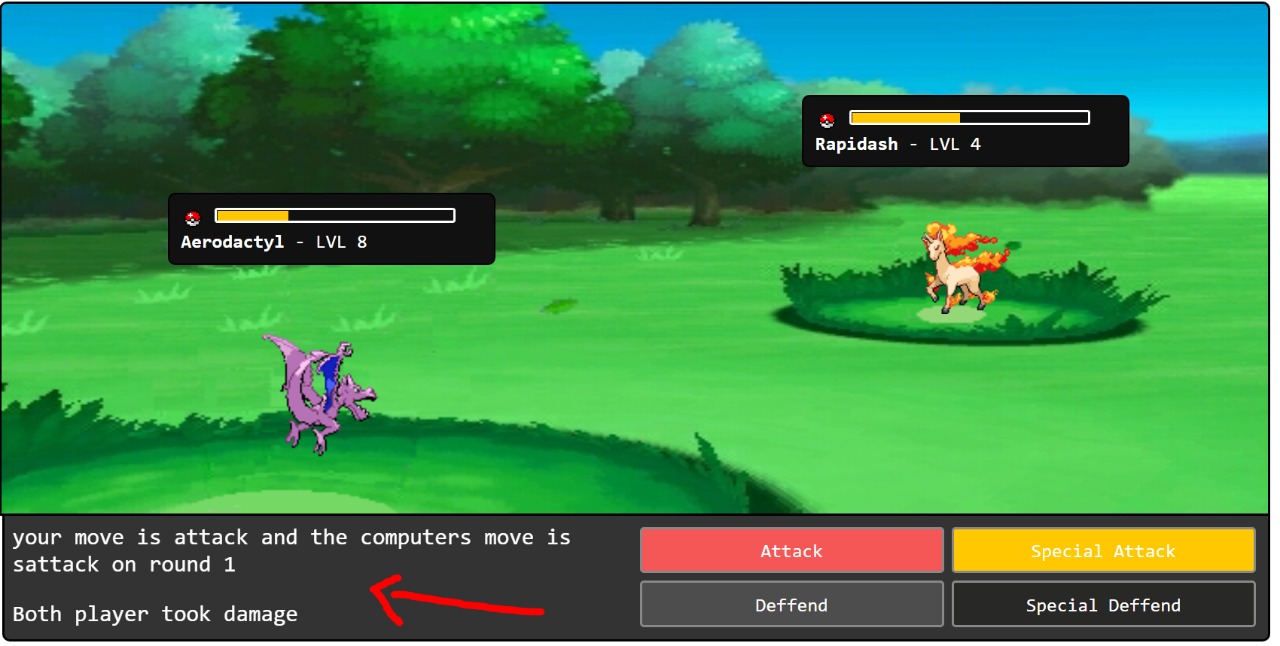 Rapidash - LVL 4
Aerodactyl - LVL 8
your move is attack and the computers move is
sattack on round 1
Both player took damage
Attack
Special Attack
Deffend
Special Deffend